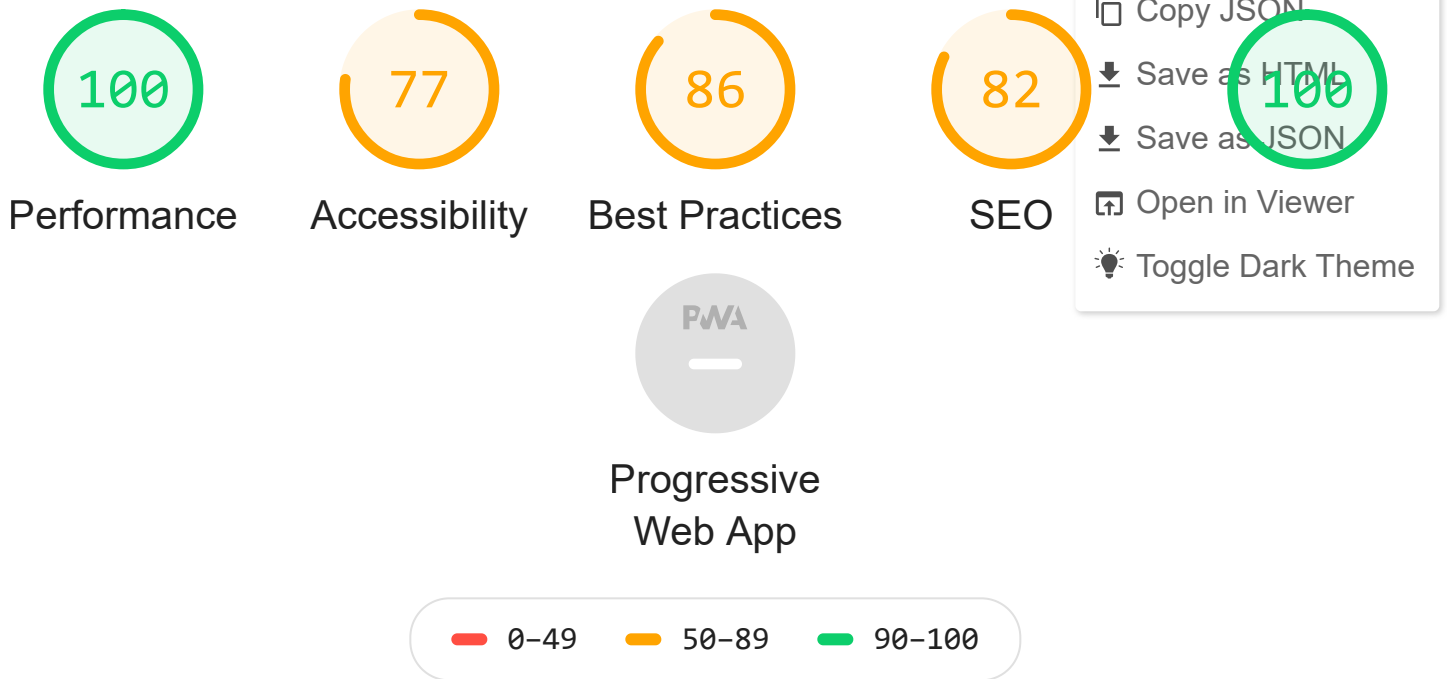 Copy JSON
100
77
86
82
Save as HTML
100
Save as JSON
Performance
Accessibility
Best Practices
SEO
Open in Viewer
Toggle Dark Theme
PWA
Progressive
Web App
0–49
50–89
90–100